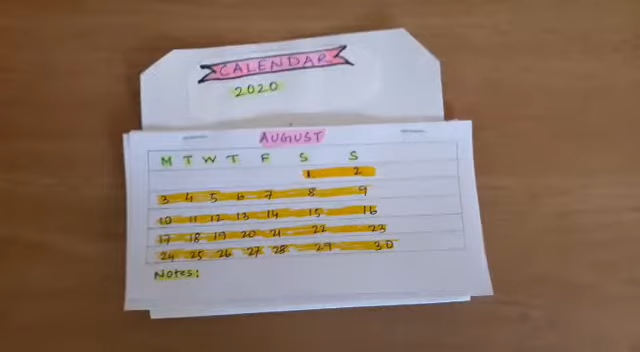 CALENDAR
2020
AUGUST
M T W T F S S
1 2
3 4 5 6 7 8 9
10 11 12 13 14 15 16
17 18 19 20 21 22 23
24 25 26 27 28 29 30
Notes: